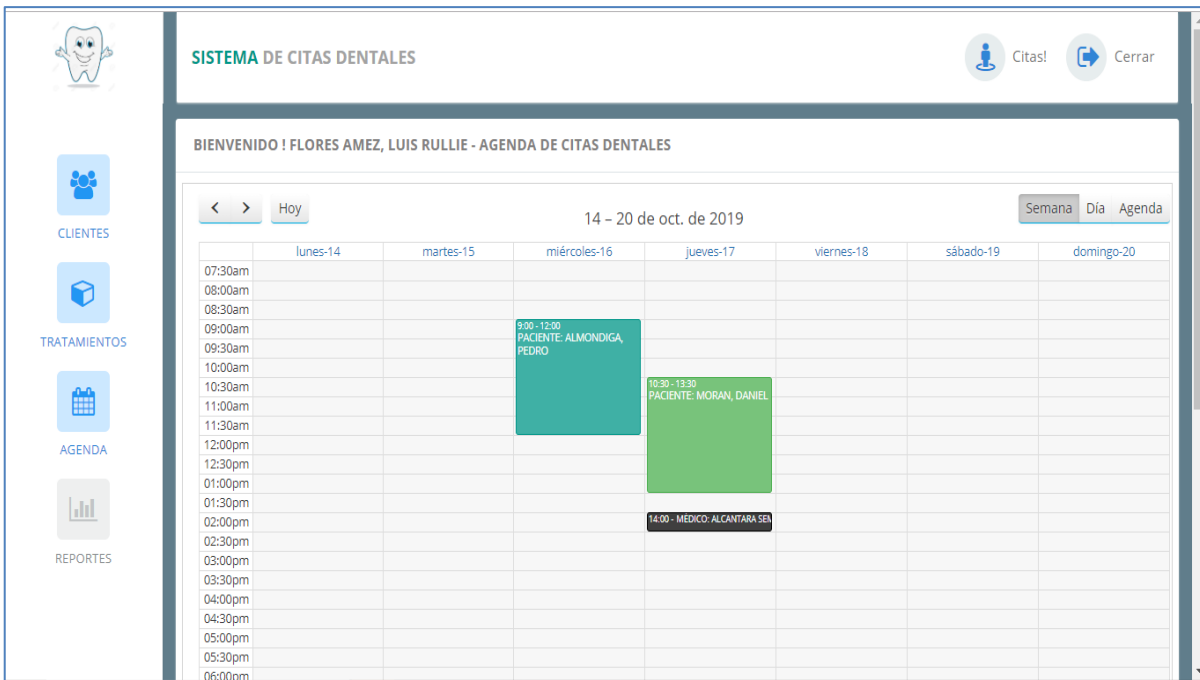 SISTEMA DE CITAS DENTALES
Citas!
Cerrar
BIENVENIDO ! FLORES AMEZ, LUIS RULLIE - AGENDA DE CITAS DENTALES
CLIENTES
TRATAMIENTOS
AGENDA
REPORTES
Hoy
14 – 20 de oct. de 2019
Semana Día Agenda
lunes-14 martes-15 miércoles-16 jueves-17 viernes-18 sábado-19 domingo-20
07:30am
08:00am
08:30am
09:00am
09:30am
10:00am
10:30am
11:00am
11:30am
12:00pm
12:30pm
01:00pm
01:30pm
02:00pm
02:30pm
03:00pm
03:30pm
04:00pm
04:30pm
05:00pm
05:30pm
06:00pm
9:00 - 12:00
PACIENTE: ALMONDIGA,
PEDRO
10:30 - 13:30
PACIENTE: MORAN, DANIEL
14:00 - MÉDICO: ALCANTARA